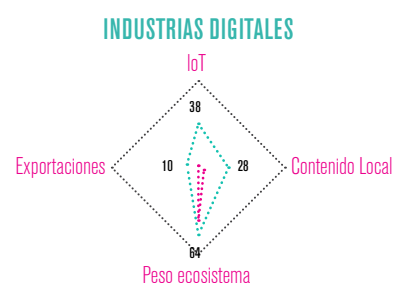 INDUSTRIAS DIGITALES
IoT
38
Exportaciones
10
28
Contenido Local
64
Peso ecosistema